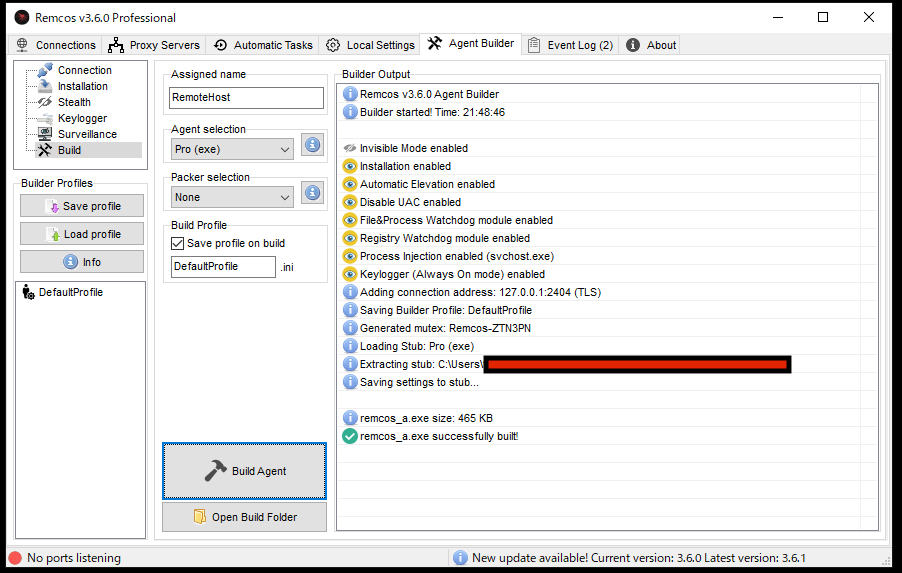 Remcos v3.6.0 Professional
Connections
Proxy Servers
Automatic Tasks
Local Settings
Agent Builder
Event Log (2)
About
Connection
Installation
Stealth
Keylogger
Surveillance
Build
Builder Profiles
Save profile
Load profile
Info
DefaultProfile
Assigned name
RemoteHost
Agent selection
Pro (exe)
Packer selection
None
Build Profile
Save profile on build
DefaultProfile .ini
Build Agent
Open Build Folder
Builder Output
Remcos v3.6.0 Agent Builder
Builder started! Time: 21:48:46
Invisible Mode enabled
Installation enabled
Automatic Elevation enabled
Disable UAC enabled
File&Process Watchdog module enabled
Registry Watchdog module enabled
Process Injection enabled (svchost.exe)
Keylogger (Always On mode) enabled
Adding connection address: 127.0.0.1:2404 (TLS)
Saving Builder Profile: DefaultProfile
Generated mutex: Remcos-ZTN3PN
Loading Stub: Pro (exe)
Extracting stub: C:\Users\
Saving settings to stub...
remcos_a.exe size: 465 KB
remcos_a.exe successfully built!
No ports listening
New update available! Current version: 3.6.0 Latest version: 3.6.1